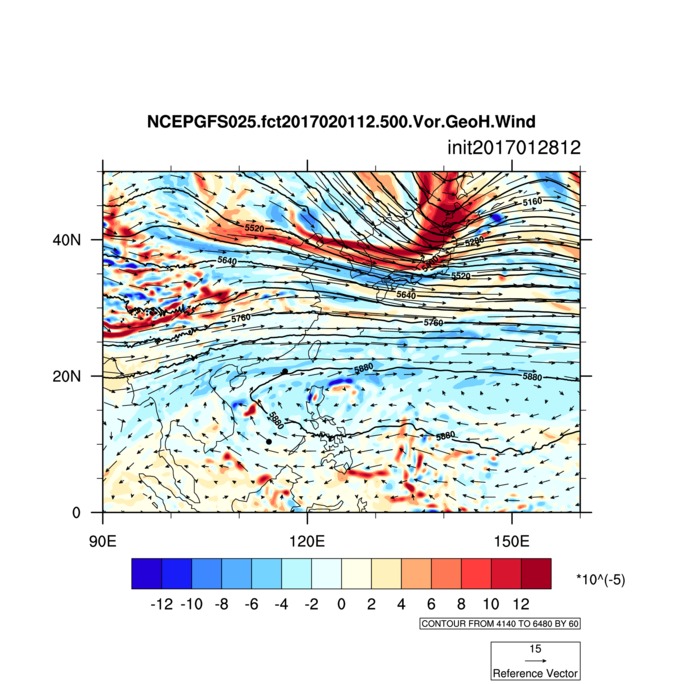 NCEPGFS025.fct2017020112.500.Vor.GeoH.Wind
init2017012812
5160
5520
5280
40N
5640
5520
5640
5760
5760
5880
20N
5880
5880
5880
0
90E 120E 150E
-12 -10 -8 -6 -4 -2 0 2 4 6 8 10 12
*10^(-5)
CONTOUR FROM 4140 TO 6480 BY 60
15
Reference Vector